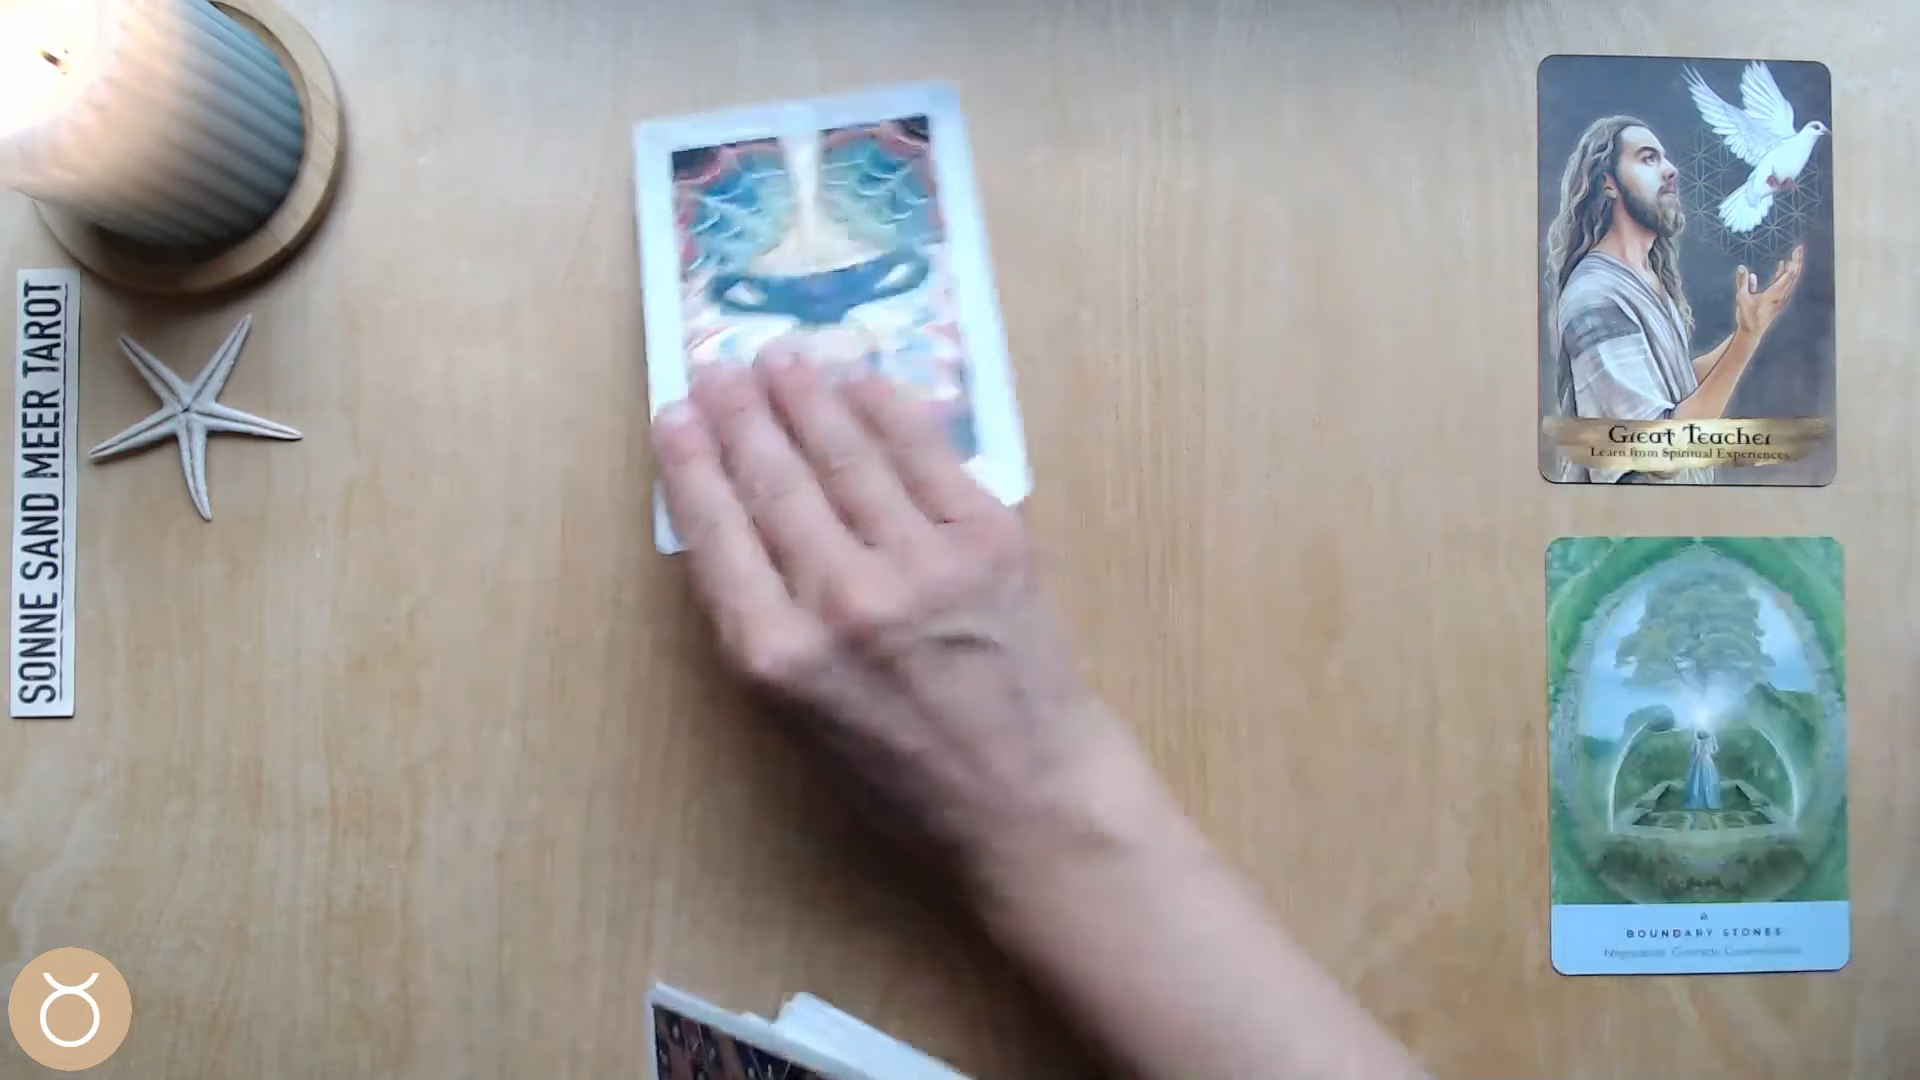 SONNE SAND MEER TAROT
Great Teacher
Learn from Spiritual Experiences
BOUNDARY STONES